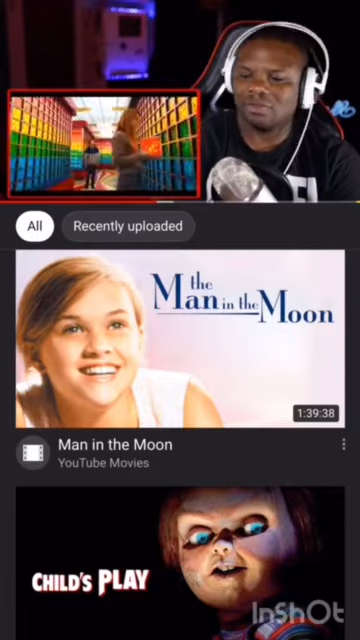 All
Recently uploaded
the
Man in the Moon
1:39:38
Man in the Moon
YouTube Movies
CHILD'S PLAY
InShOt